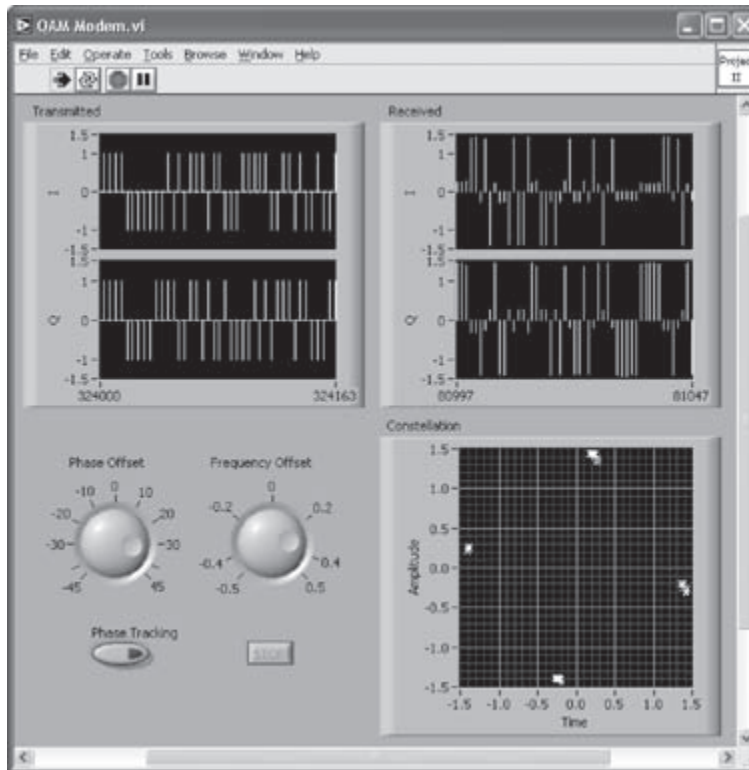 QAM Modem.vi
File Edit Operate Tools Browse Window Help
Project
II
Transmitted
Received
1.5
1
0
-1
-1.5
I
1.5
1
0
-1
-1.5
I
1.5
1
0
-1
-1.5
Q
324000
324163
1.5
1
0
-1
-1.5
Q
80997
81047
Constellation
Phase Offset
Frequency Offset
0
-10 10
-20 20
-30 30
-45 45
0
-0.2 0.2
-0.4 0.4
-0.5 0.5
Phase Tracking
STOP
1.5
1.0
0.5
0.0
-0.5
-1.0
-1.5
Amplitude
-1.5 -1.0 -0.5 0.0 0.5 1.0 1.5
Time